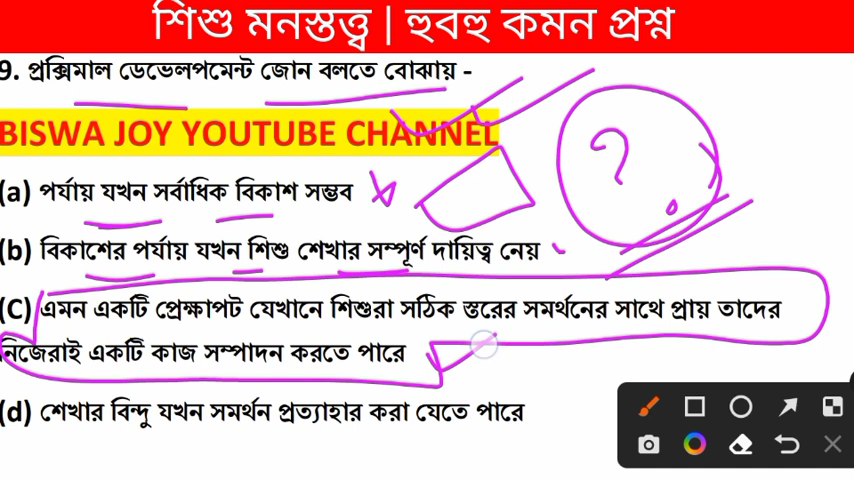 শিশু মনস্তত্ত্ব | হুবহু কমন প্রশ্ন
9. প্রক্সিমাল ডেভেলপমেন্ট জোন বলতে বোঝায় -
BISWA JOY YOUTUBE CHANNEL
(a) পর্যায় যখন সর্বাধিক বিকাশ সম্ভব
(b) বিকাশের পর্যায় যখন শিশু শেখার সম্পূর্ণ দায়িত্ব নেয়
(C) এমন একটি প্রেক্ষাপট যেখানে শিশুরা সঠিক স্তরের সমর্থনের সাথে প্রায় তাদের
নিজেরাই একটি কাজ সম্পাদন করতে পারে
(d) শেখার বিন্দু যখন সমর্থন প্রত্যাহার করা যেতে পারে
?